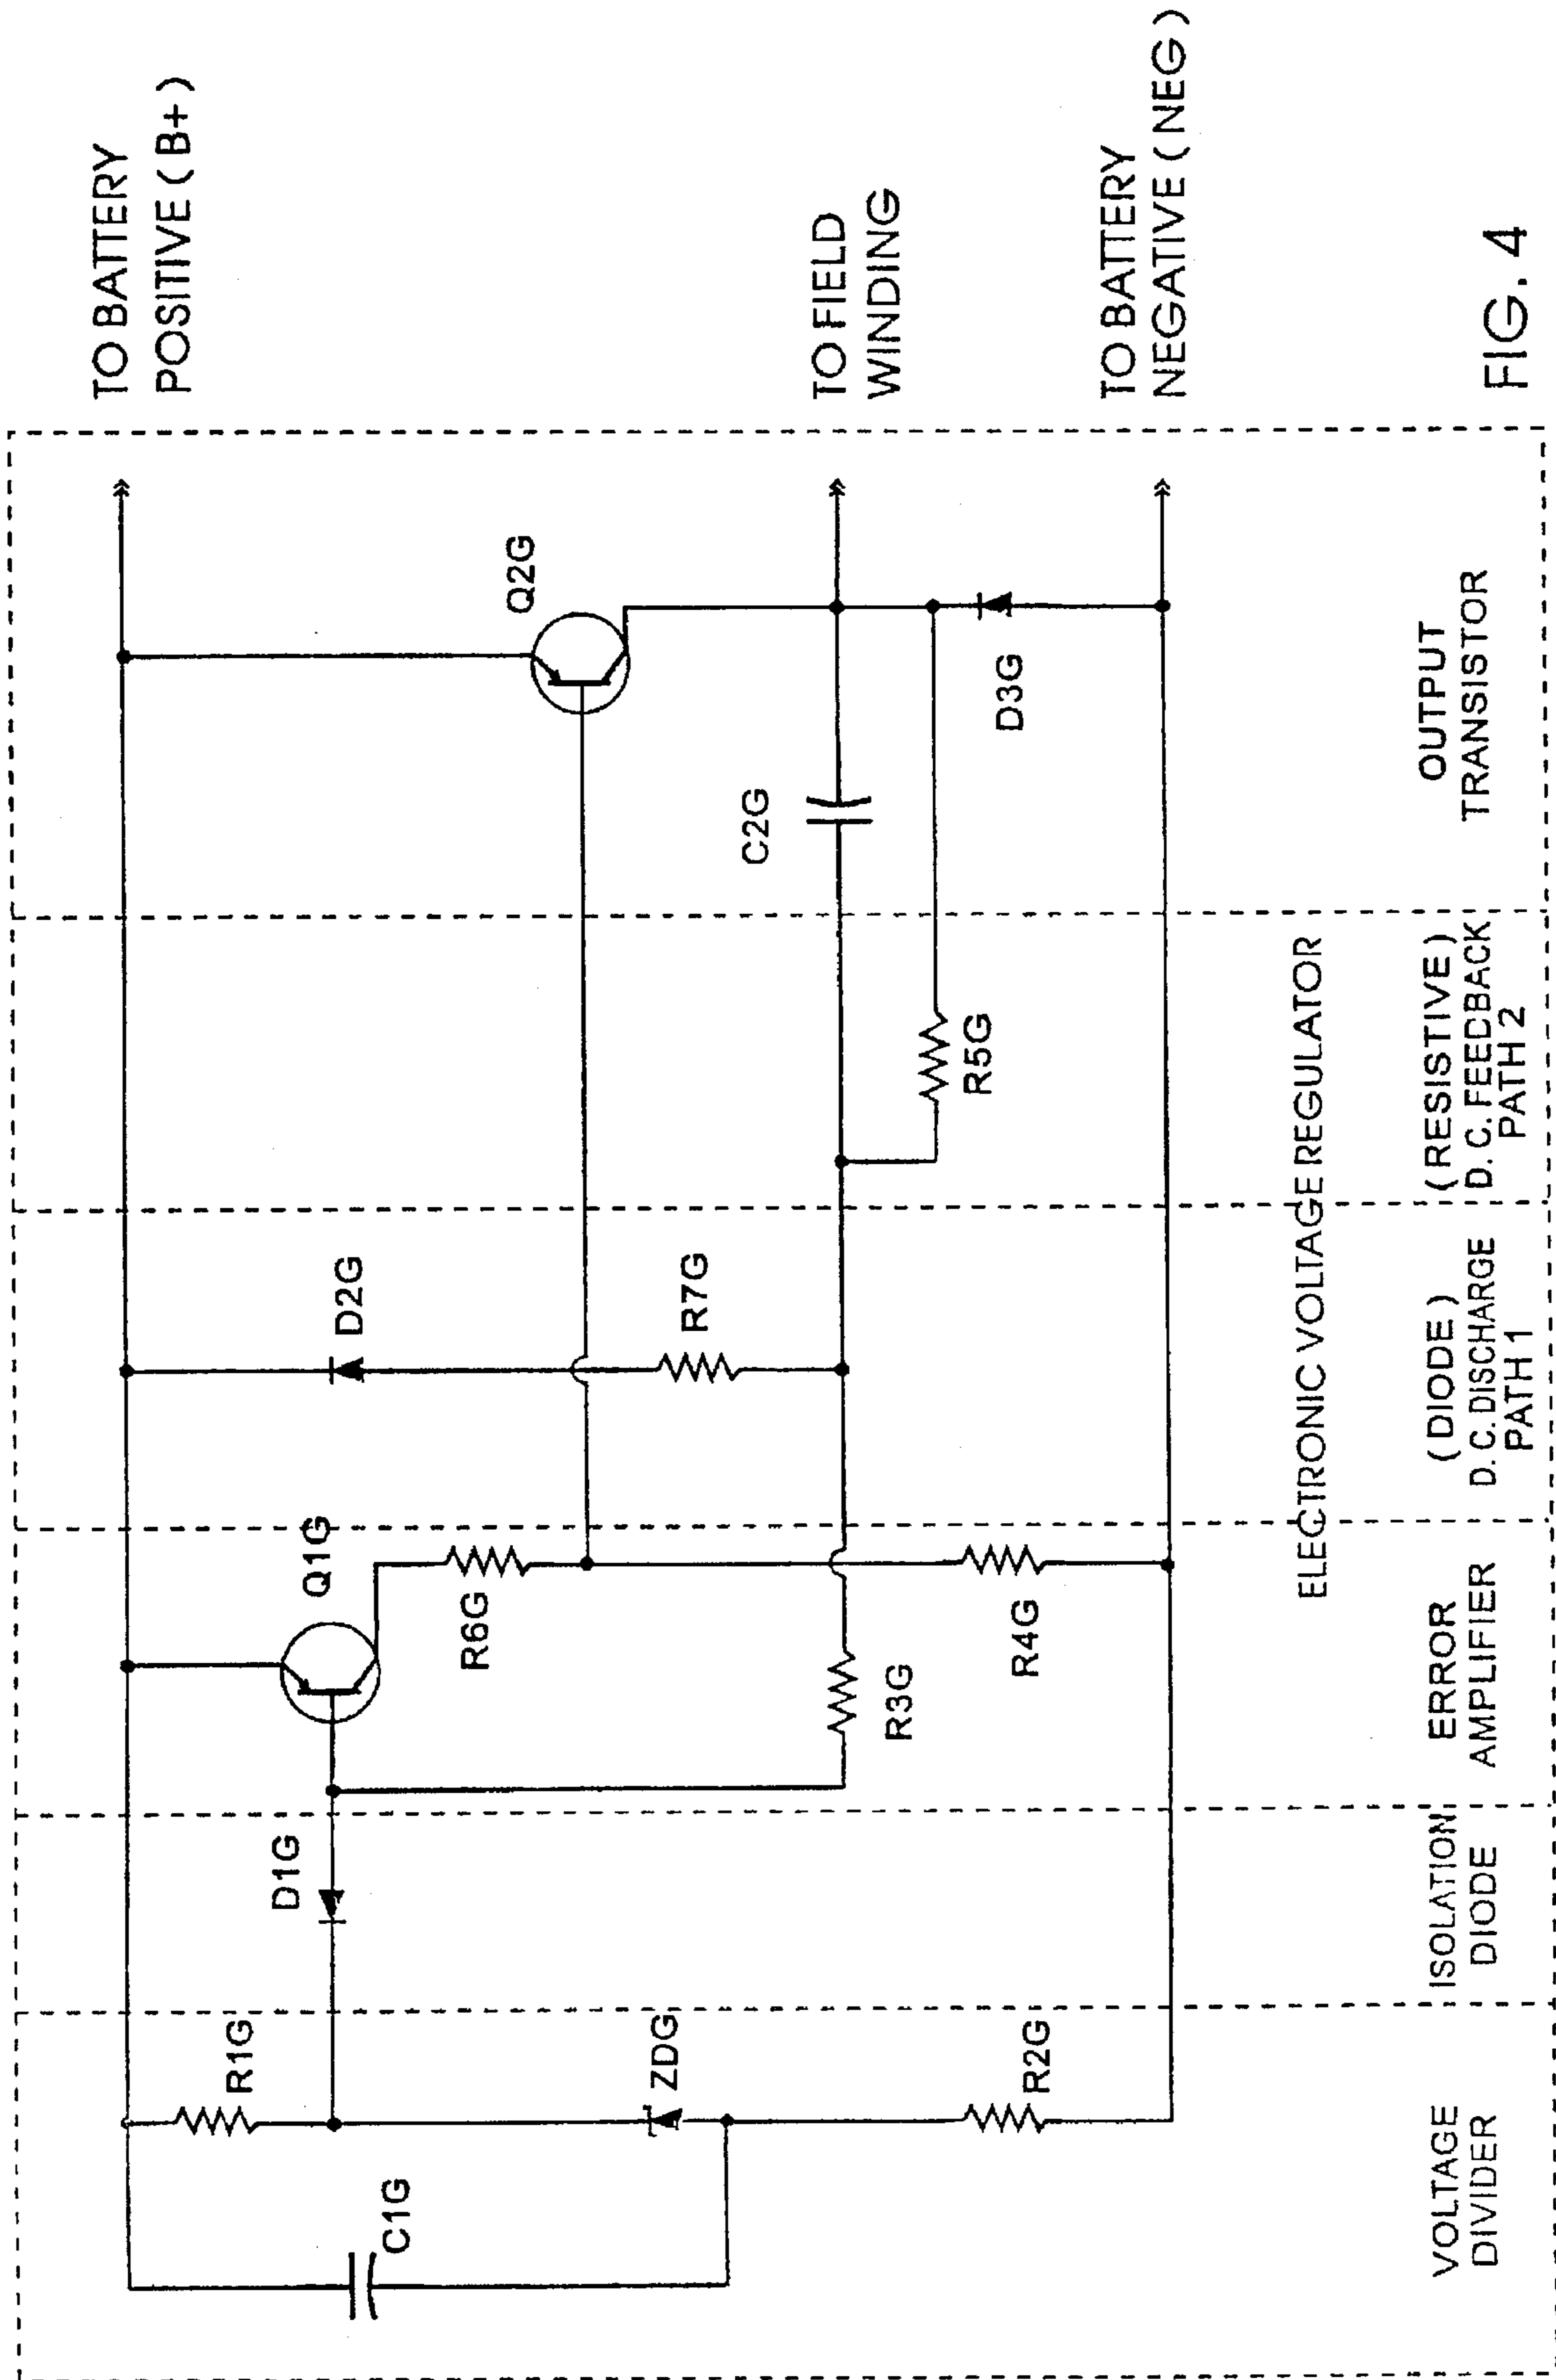 TO BATTERY
POSITIVE ( B+ )
Q2G
TO FIELD
WINDING
TO BATTERY
NEGATIVE ( NEG )
C1G
R1G
D1G
Q1G
D2G
R6G
R7G
ZDG
C2G
R3G
R5G
D3G
R2G
R4G
ELECTRONIC VOLTAGE REGULATOR
VOLTAGE
DIVIDER
ISOLATION
DIODE
ERROR
AMPLIFIER
( DIODE )
D. C. DISCHARGE
PATH 1
( RESISTIVE )
D. C. FEEDBACK
PATH 2
OUTPUT
TRANSISTOR
FIG. 4